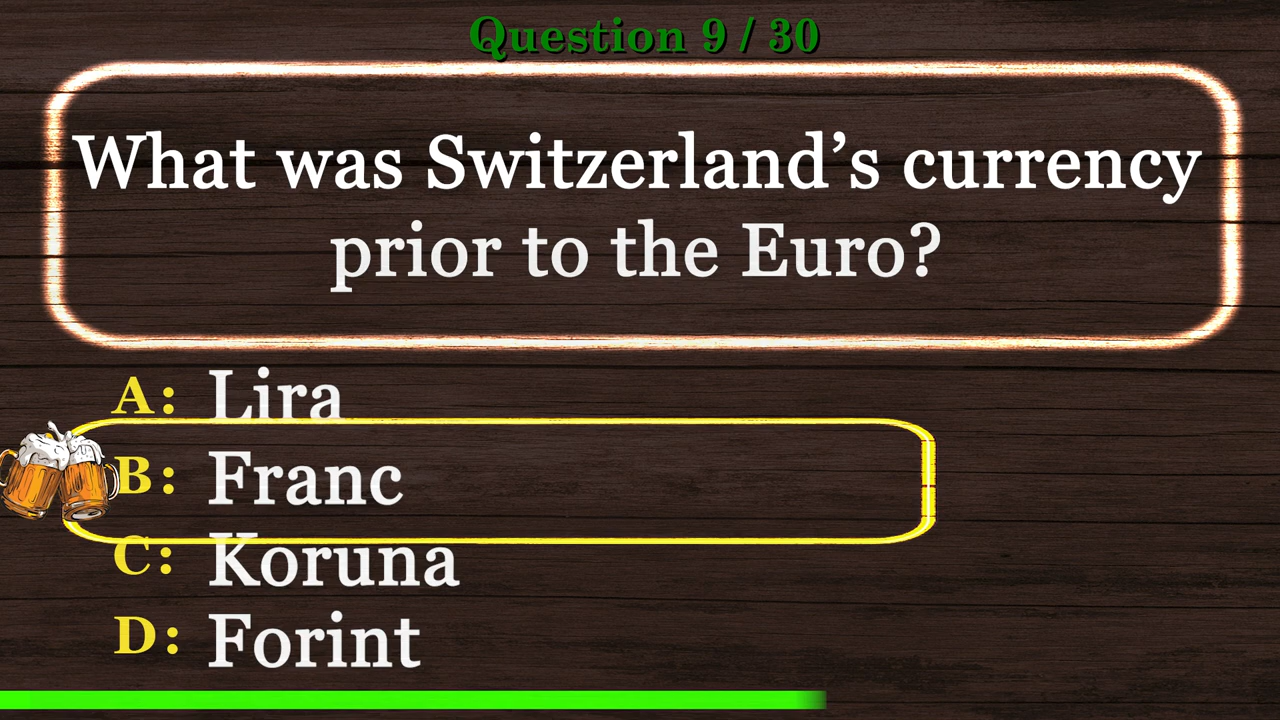 Question 9 / 30
What was Switzerland’s currency
prior to the Euro?
A: Lira
B: Franc
C: Koruna
D: Forint